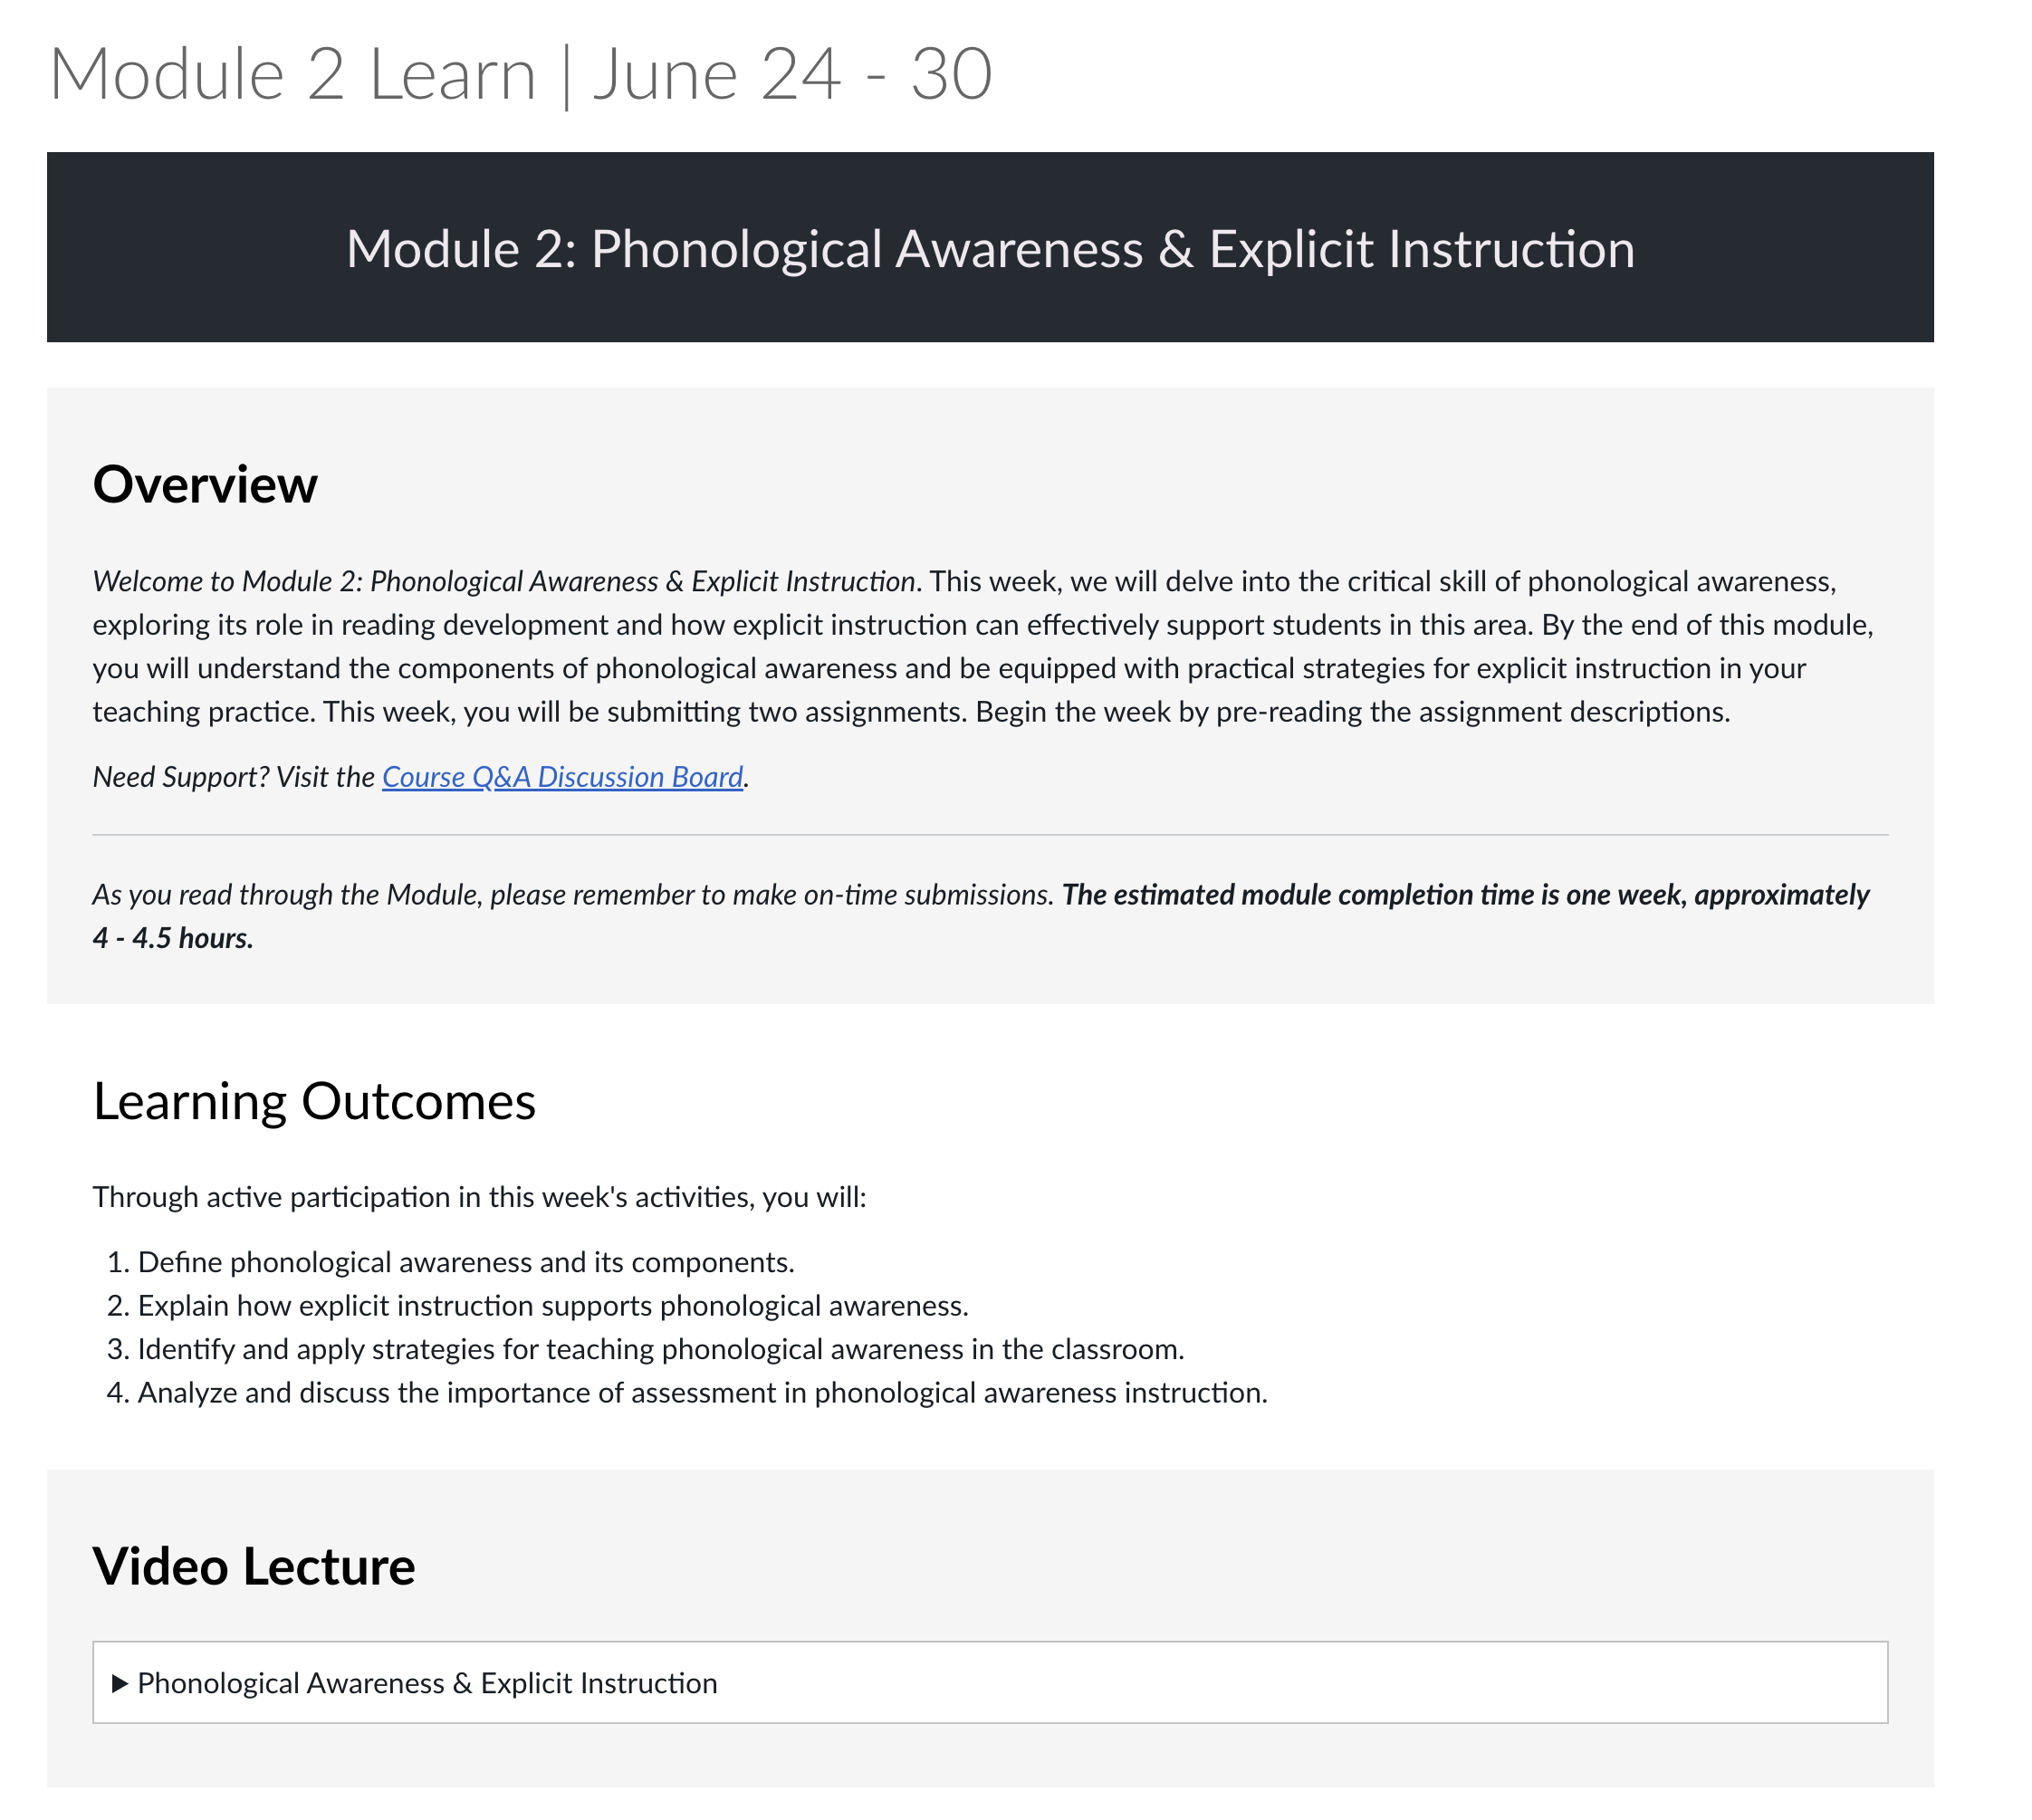 Module 2 Learn | June 24 - 30
Module 2: Phonological Awareness & Explicit Instruction
Overview
Welcome to Module 2: Phonological Awareness & Explicit Instruction. This week, we will delve into the critical skill of phonological awareness,
exploring its role in reading development and how explicit instruction can effectively support students in this area. By the end of this module,
you will understand the components of phonological awareness and be equipped with practical strategies for explicit instruction in your
teaching practice. This week, you will be submitting two assignments. Begin the week by pre-reading the assignment descriptions.
Need Support? Visit the Course Q&A Discussion Board.
As you read through the Module, please remember to make on-time submissions. The estimated module completion time is one week, approximately
4 - 4.5 hours.
Learning Outcomes
Through active participation in this week's activities, you will:
1. Define phonological awareness and its components.
2. Explain how explicit instruction supports phonological awareness.
3. Identify and apply strategies for teaching phonological awareness in the classroom.
4. Analyze and discuss the importance of assessment in phonological awareness instruction.
Video Lecture
▶ Phonological Awareness & Explicit Instruction